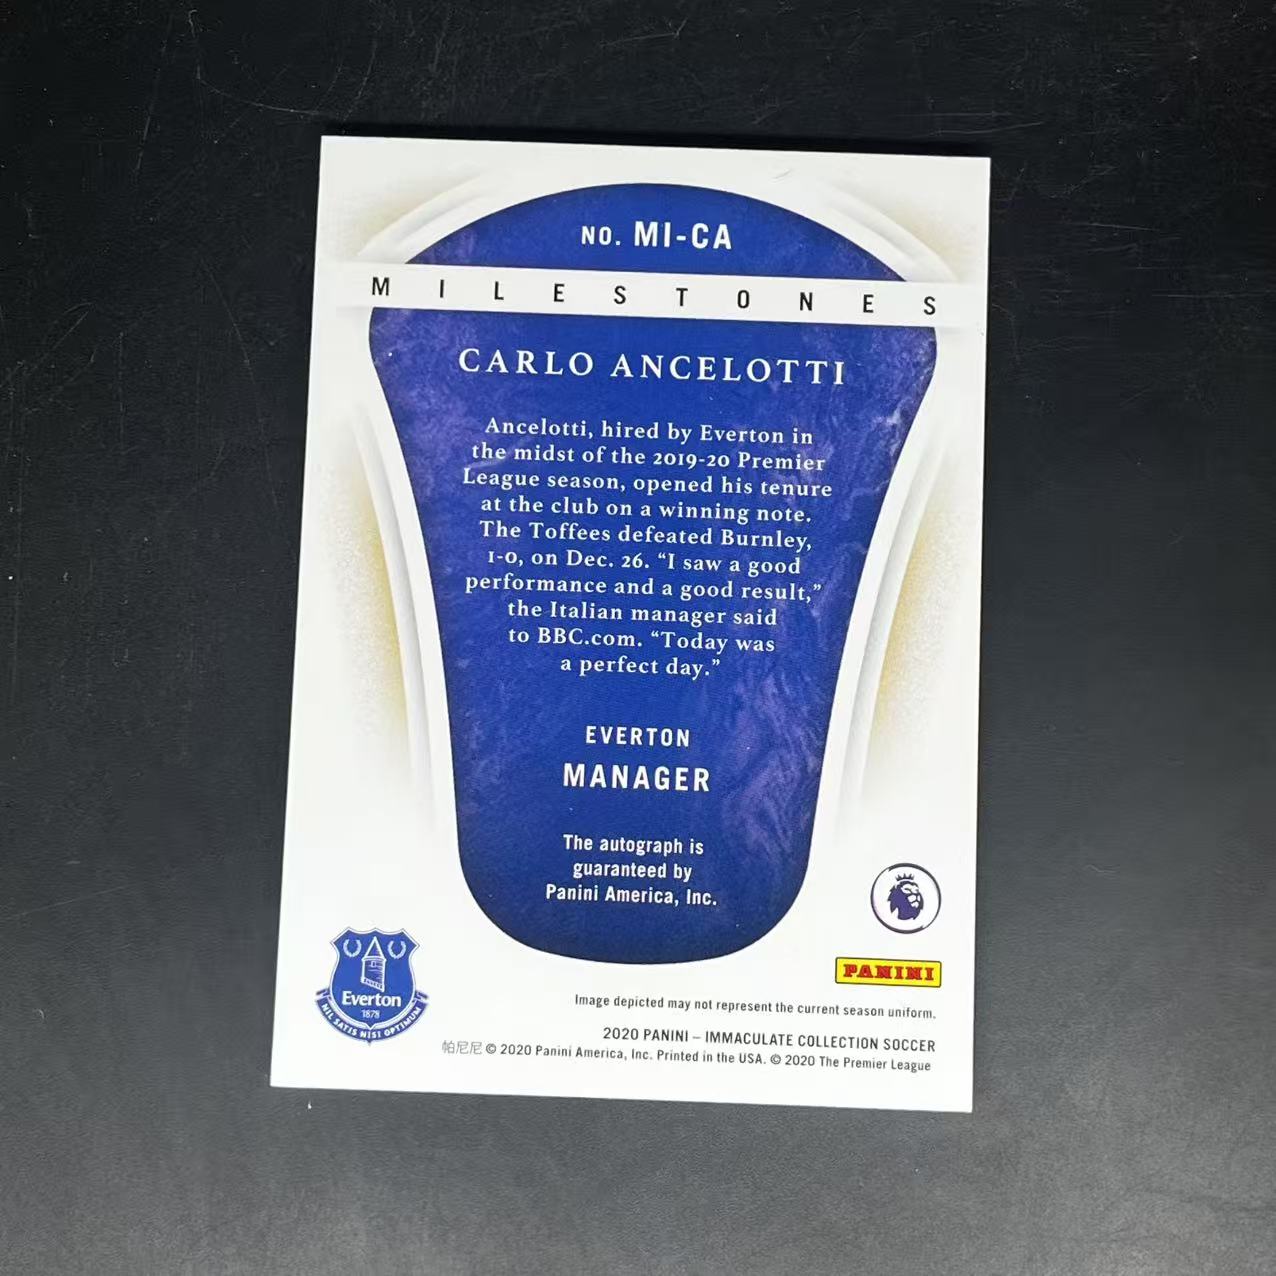 NO. MI-CA
MILESTONES
CARLO ANCELOTTI
Ancelotti, hired by Everton in
the midst of the 2019-20 Premier
League season, opened his tenure
at the club on a winning note.
The Toffees defeated Burnley,
1-0, on Dec. 26. “I saw a good
performance and a good result,”
the Italian manager said
to BBC.com. “Today was
a perfect day.”
EVERTON
MANAGER
The autograph is
guaranteed by
Panini America, Inc.
PANINI
Everton
1878
NIL SATIS NISI OPTIMUM
Image depicted may not represent the current season uniform.
2020 PANINI – IMMACULATE COLLECTION SOCCER
帕尼尼 © 2020 Panini America, Inc. Printed in the USA. © 2020 The Premier League